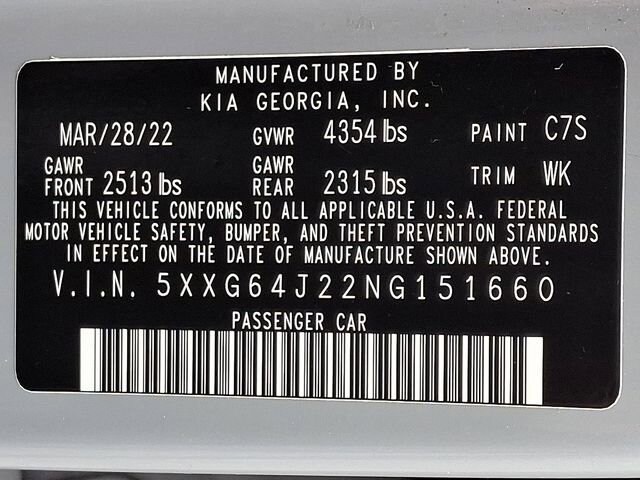 MANUFACTURED BY
KIA GEORGIA, INC.
MAR/28/22 GVWR 4354 lbs PAINT C7S
GAWR FRONT 2513 lbs GAWR REAR 2315 lbs TRIM WK
THIS VEHICLE CONFORMS TO ALL APPLICABLE U.S.A. FEDERAL
MOTOR VEHICLE SAFETY, BUMPER, AND THEFT PREVENTION STANDARDS
IN EFFECT ON THE DATE OF MANUFACTURE SHOWN ABOVE.
V.I.N. 5XXG64J22NG151660
PASSENGER CAR